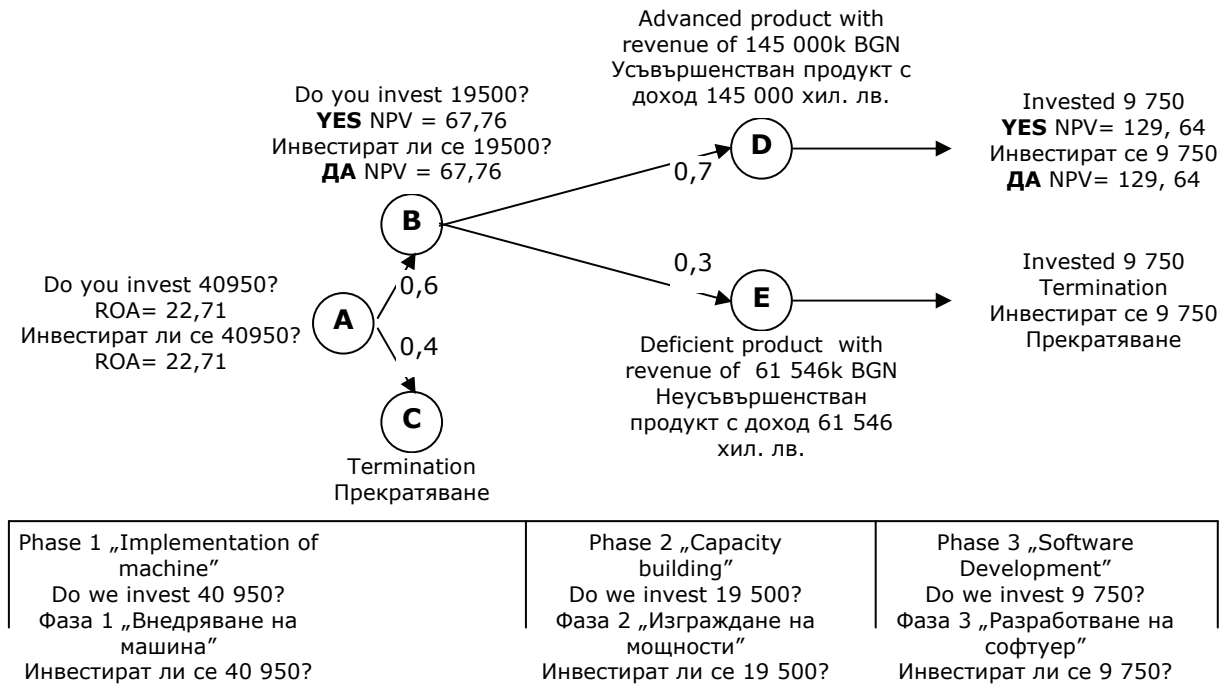 Advanced product with
revenue of 145 000k BGN
Усъвършенстван продукт с
доход 145 000 хил. лв.
Do you invest 19500?
YES NPV = 67,76
Инвестират ли се 19500?
ДА NPV = 67,76
Invested 9 750
YES NPV= 129, 64
Инвестират се 9 750
ДА NPV= 129, 64
D
0,7
B
Do you invest 40950?
ROA= 22,71
Инвестират ли се 40950?
ROA= 22,71
A
0,6
0,4
0,3
E
Invested 9 750
Termination
Инвестират се 9 750
Прекратяване
Deficient product with
revenue of 61 546k BGN
Неусъвършенстван
продукт с доход 61 546
хил. лв.
C
Termination
Прекратяване
Phase 1 „Implementation of
machine”
Do we invest 40 950?
Фаза 1 „Внедряване на
машина”
Инвестират ли се 40 950?
Phase 2 „Capacity
building”
Do we invest 19 500?
Фаза 2 „Изграждане на
мощности”
Инвестират ли се 19 500?
Phase 3 „Software
Development”
Do we invest 9 750?
Фаза 3 „Разработване на
софтуер”
Инвестират ли се 9 750?